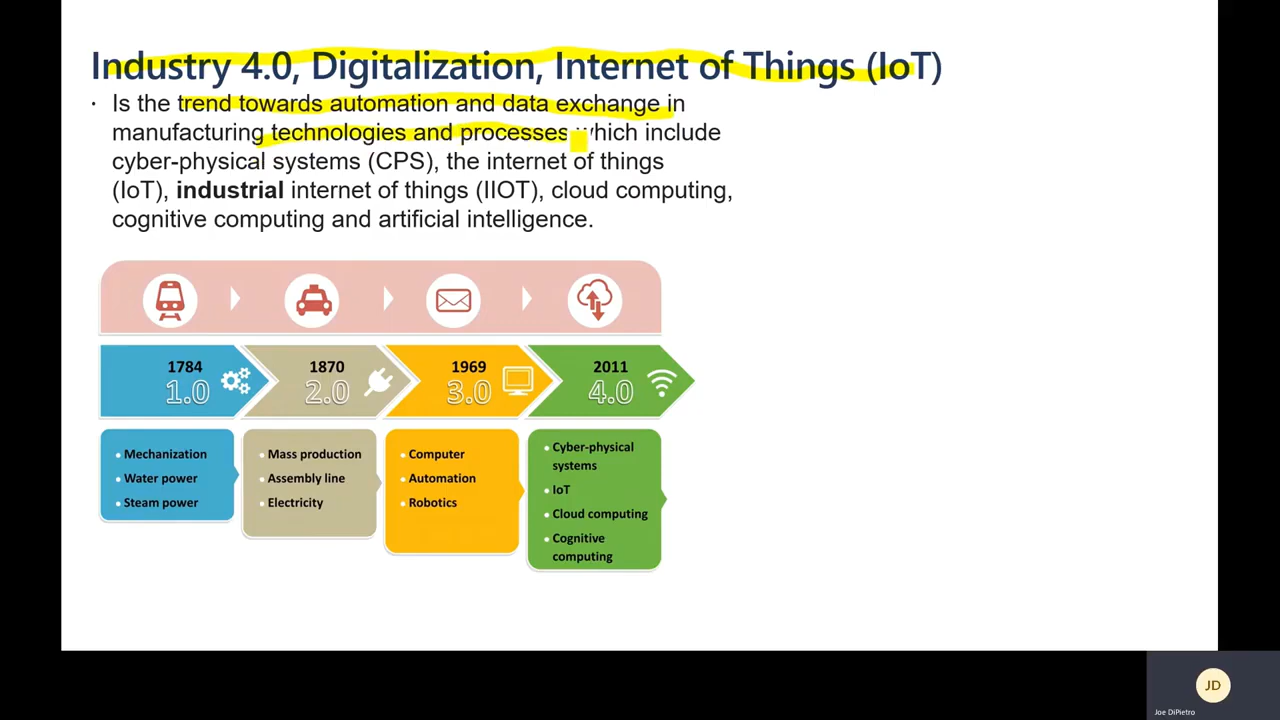 Industry 4.0, Digitalization, Internet of Things (IoT)
· Is the trend towards automation and data exchange in
manufacturing technologies and processes which include
cyber-physical systems (CPS), the internet of things
(IoT), industrial internet of things (IIOT), cloud computing,
cognitive computing and artificial intelligence.
1784
1.0
1870
2.0
1969
3.0
2011
4.0
• Mechanization
• Water power
• Steam power
• Mass production
• Assembly line
• Electricity
• Computer
• Automation
• Robotics
• Cyber-physical
systems
• IoT
• Cloud computing
• Cognitive
computing
JD
Joe DiPietro